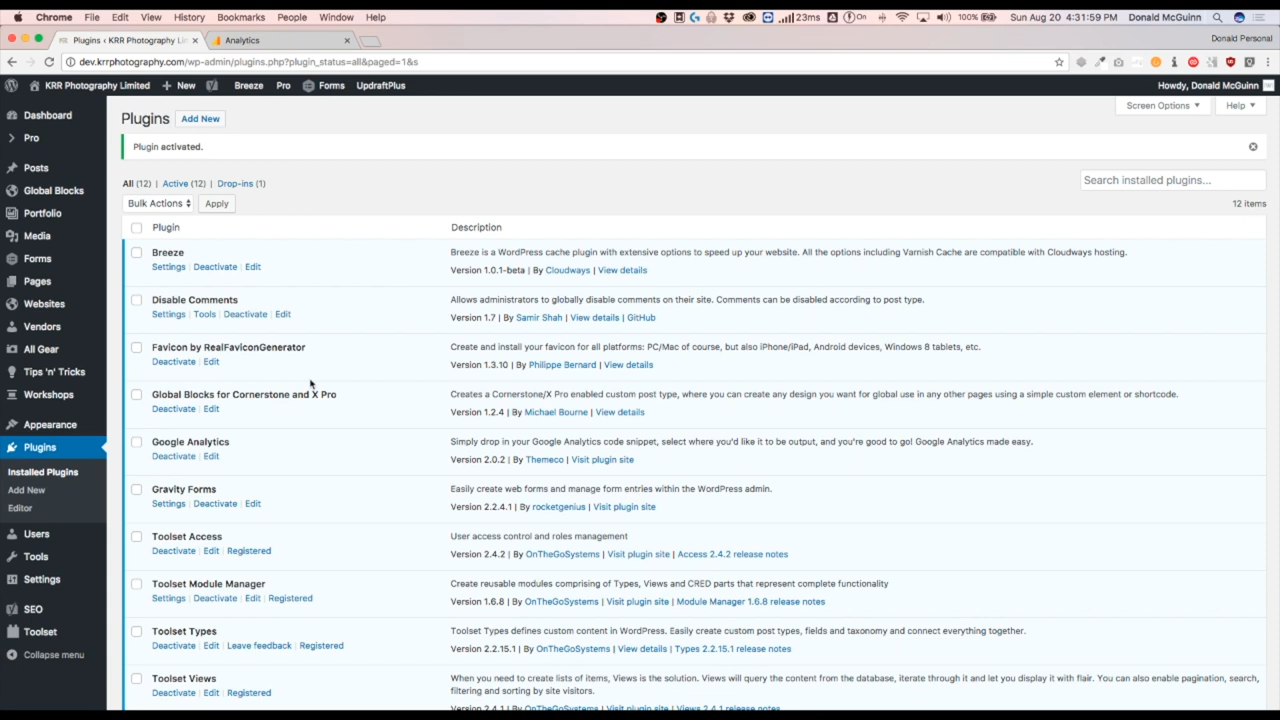 Chrome File Edit View History Bookmarks People Window Help 23ms On 100% Sun Aug 20 4:31:59 PM Donald McGuinn
Plugins ‹ KRR Photography Lim × Analytics × Donald Personal
dev.krrphotography.com/wp-admin/plugins.php?plugin_status=all&paged=1&s
KRR Photography Limited + New Breeze Pro Forms UpdraftPlus Howdy, Donald McGuinn
Screen Options ▼ Help ▼
Dashboard
Pro
Posts
Global Blocks
Portfolio
Media
Forms
Pages
Websites
Vendors
All Gear
Tips 'n' Tricks
Workshops
Appearance
Plugins
Installed Plugins
Add New
Editor
Users
Tools
Settings
SEO
Toolset
Collapse menu
Plugins Add New
Plugin activated.
All (12) | Active (12) | Drop-ins (1)
Search installed plugins...
Bulk Actions Apply
12 items
Plugin Description
Breeze
Settings | Deactivate | Edit
Breeze is a WordPress cache plugin with extensive options to speed up your website. All the options including Varnish Cache are compatible with Cloudways hosting.
Version 1.0.1-beta | By Cloudways | View details
Disable Comments
Settings | Tools | Deactivate | Edit
Allows administrators to globally disable comments on their site. Comments can be disabled according to post type.
Version 1.7 | By Samir Shah | View details | GitHub
Favicon by RealFaviconGenerator
Deactivate | Edit
Create and install your favicon for all platforms: PC/Mac of course, but also iPhone/iPad, Android devices, Windows 8 tablets, etc.
Version 1.3.10 | By Philippe Bernard | View details
Global Blocks for Cornerstone and X Pro
Deactivate | Edit
Creates a Cornerstone/X Pro enabled custom post type, where you can create any design you want for global use in any other pages using a simple custom element or shortcode.
Version 1.2.4 | By Michael Bourne | View details
Google Analytics
Deactivate | Edit
Simply drop in your Google Analytics code snippet, select where you'd like it to be output, and you're good to go! Google Analytics made easy.
Version 2.0.2 | By Themeco | Visit plugin site
Gravity Forms
Settings | Deactivate | Edit
Easily create web forms and manage form entries within the WordPress admin.
Version 2.2.4.1 | By rocketgenius | Visit plugin site
Toolset Access
Deactivate | Edit | Registered
User access control and roles management
Version 2.4.2 | By OnTheGoSystems | Visit plugin site | Access 2.4.2 release notes
Toolset Module Manager
Settings | Deactivate | Edit | Registered
Create reusable modules comprising of Types, Views and CRED parts that represent complete functionality
Version 1.6.8 | By OnTheGoSystems | Visit plugin site | Module Manager 1.6.8 release notes
Toolset Types
Deactivate | Edit | Leave feedback | Registered
Toolset Types defines custom content in WordPress. Easily create custom post types, fields and taxonomy and connect everything together.
Version 2.2.15.1 | By OnTheGoSystems | View details | Types 2.2.15.1 release notes
Toolset Views
Deactivate | Edit | Registered
When you need to create lists of items, Views is the solution. Views will query the content from the database, iterate through it and let you display it with flair. You can also enable pagination, search,
filtering and sorting by site visitors.
Version 2.4.1 | By OnTheGoSystems | Visit plugin site | Views 2.4.1 release notes